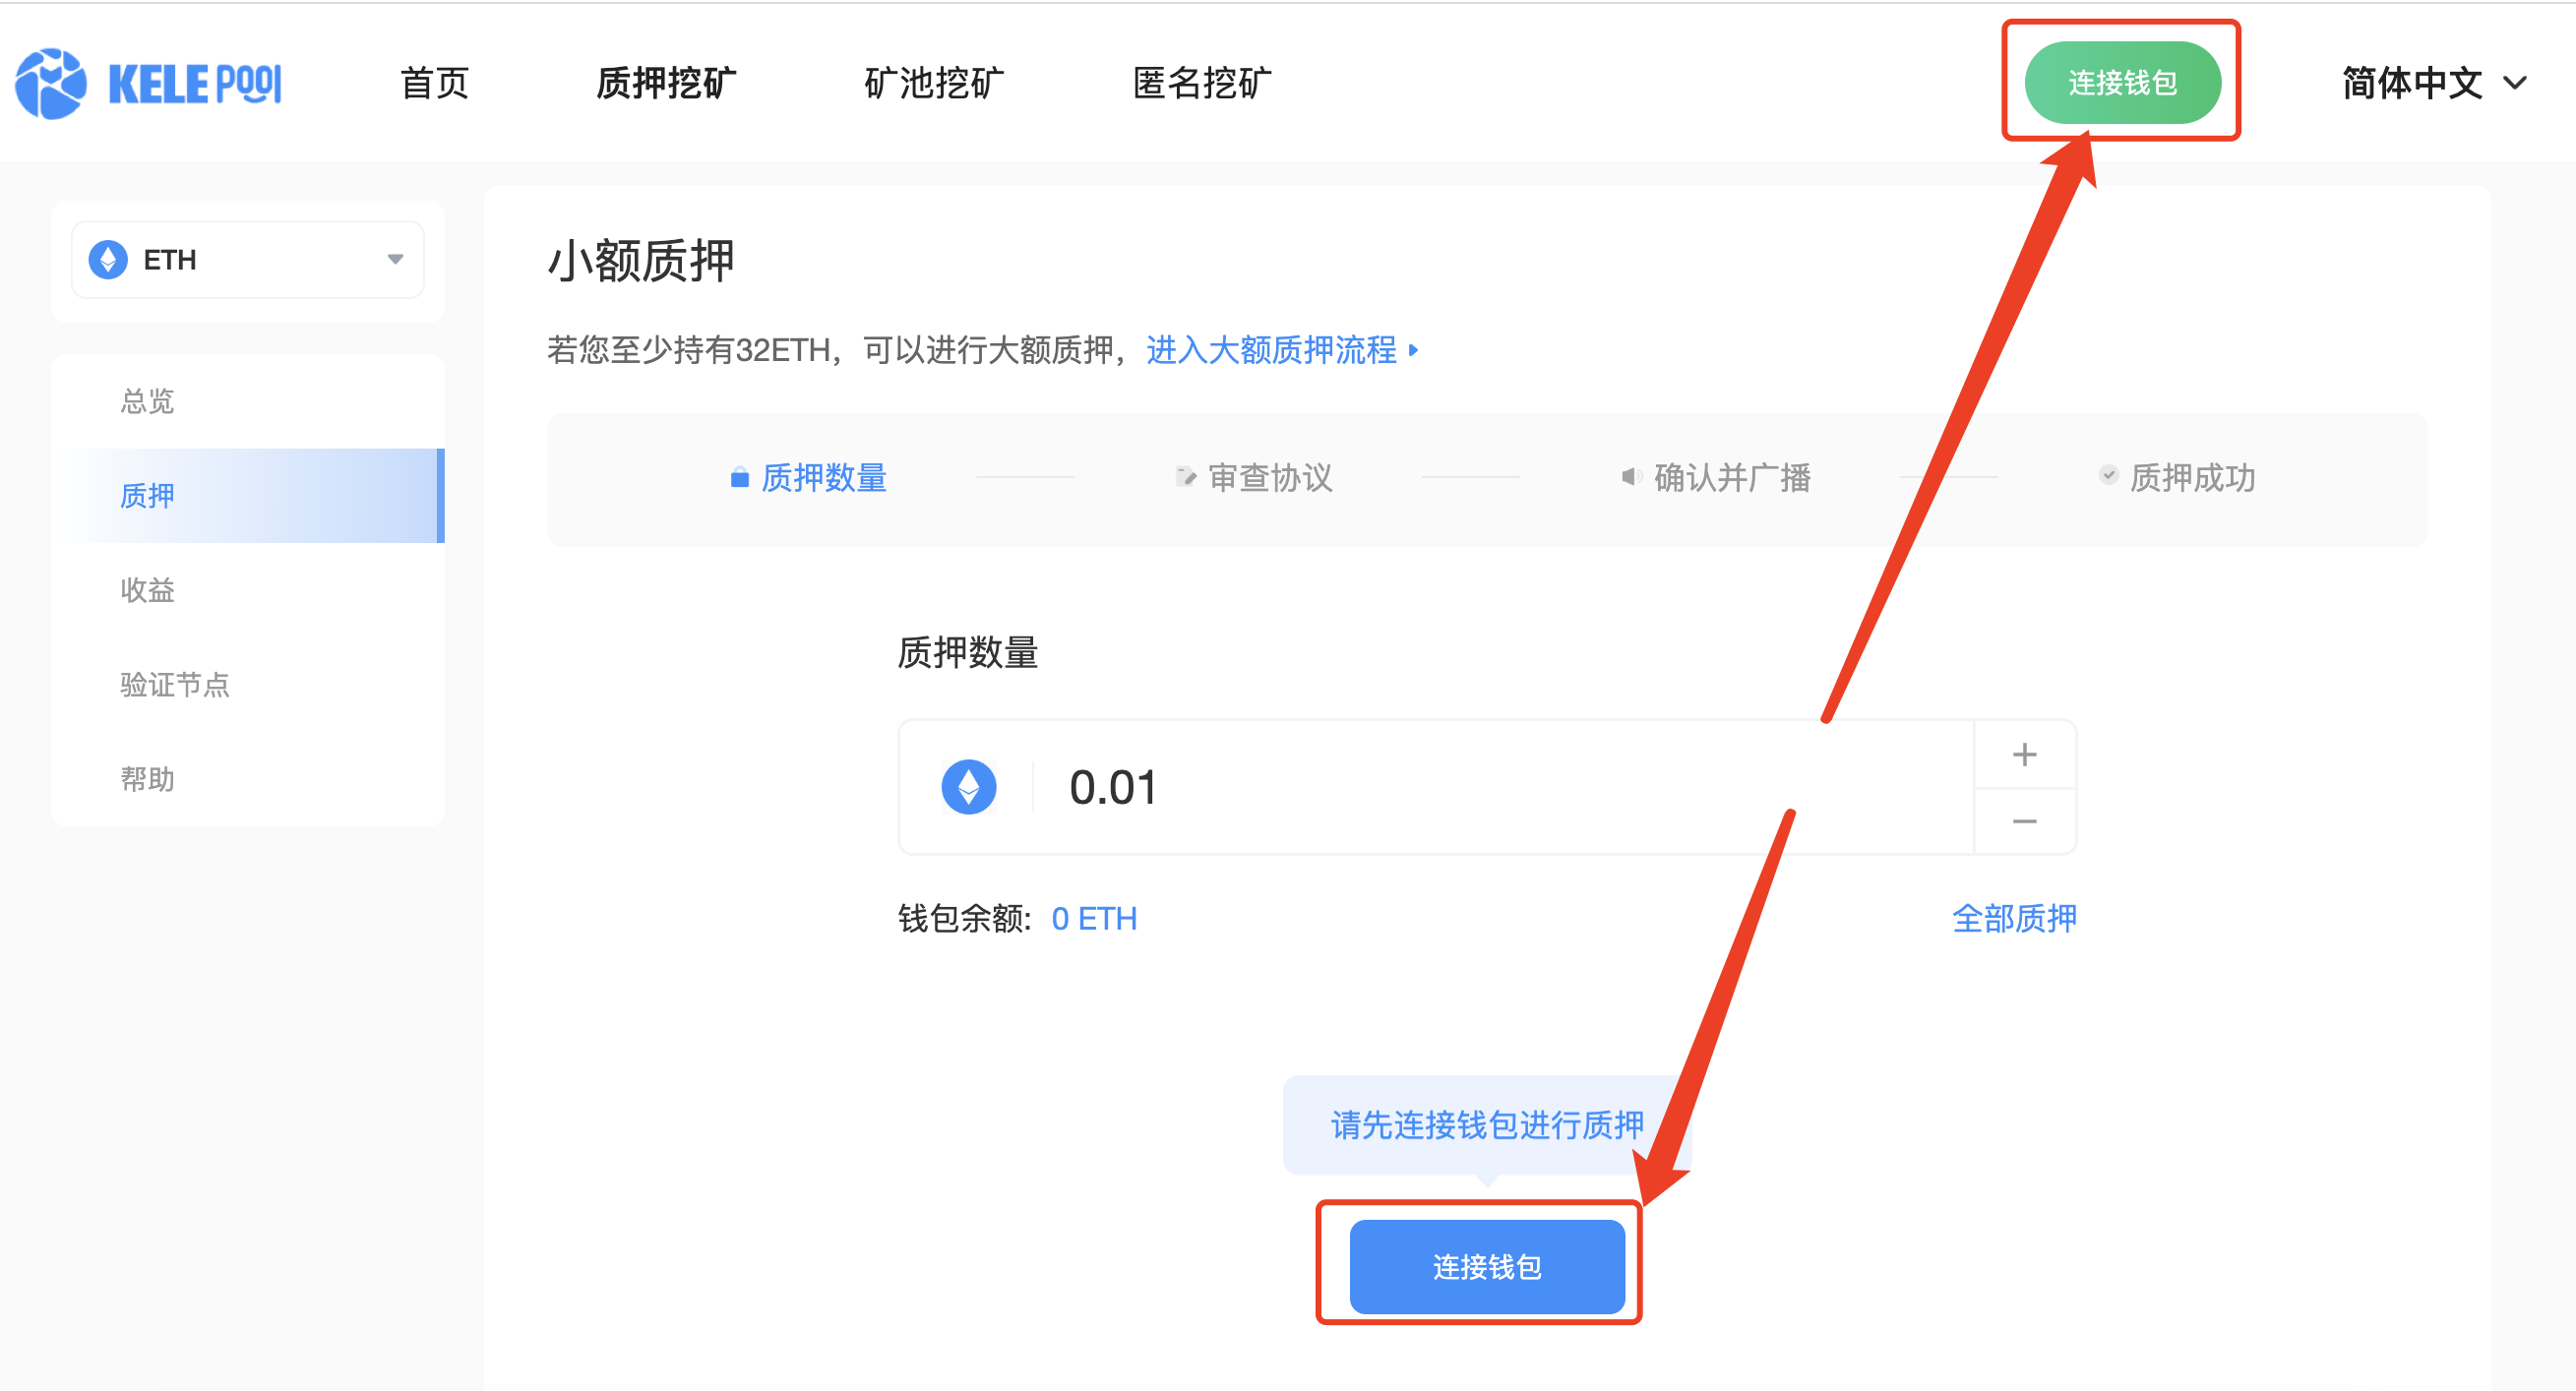 KELE POOl 首页 质押挖矿 矿池挖矿 匿名挖矿 连接钱包 简体中文
ETH
总览
质押
收益
验证节点
帮助
小额质押
若您至少持有32ETH，可以进行大额质押，进入大额质押流程
质押数量 审查协议 确认并广播 质押成功
质押数量
0.01
钱包余额: 0 ETH 全部质押
请先连接钱包进行质押
连接钱包